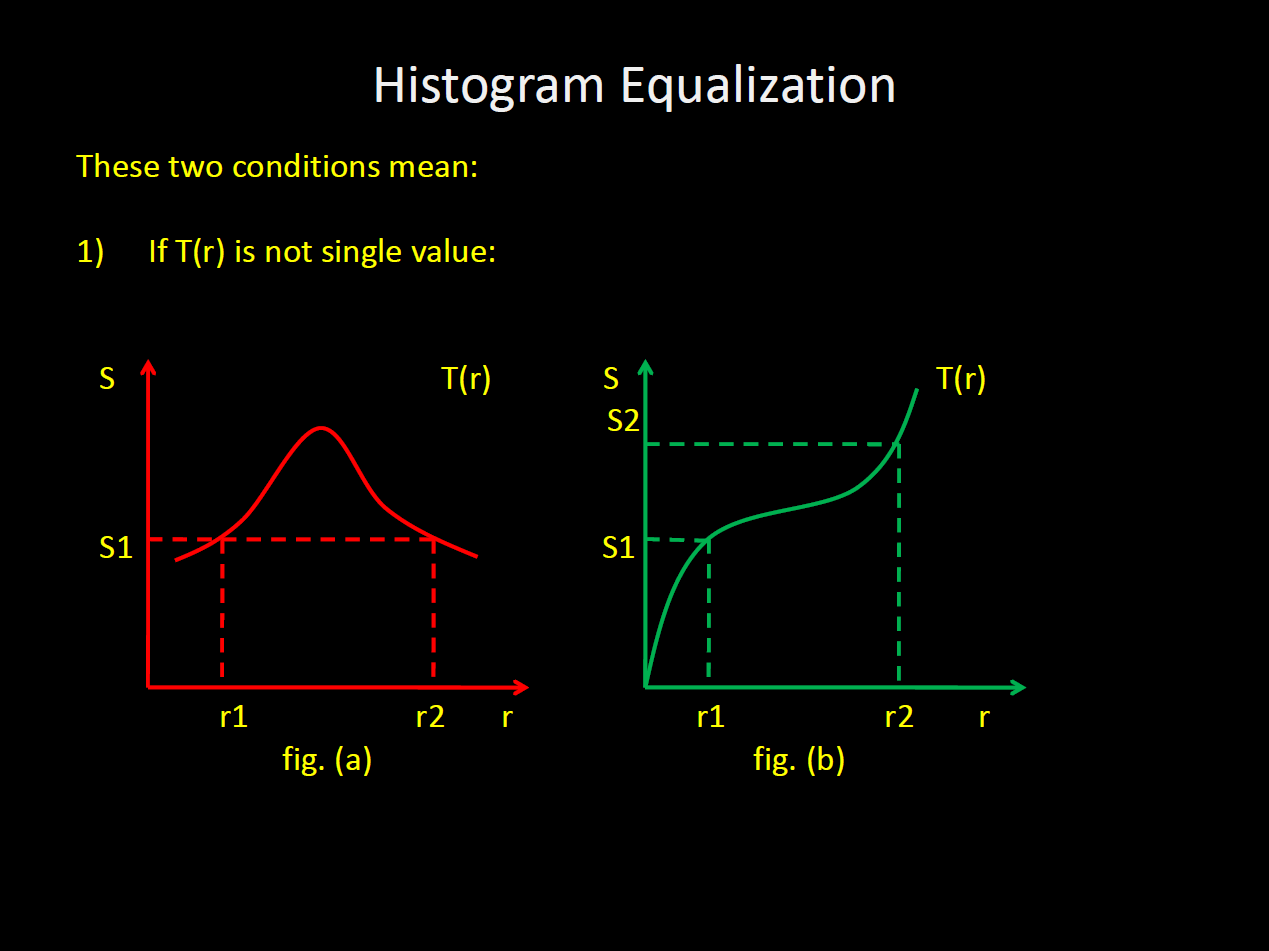 Histogram Equalization
These two conditions mean:
1) If T(r) is not single value:
S T(r)
S1
r1 r2 r
fig. (a)
S T(r)
S2
S1
r1 r2 r
fig. (b)